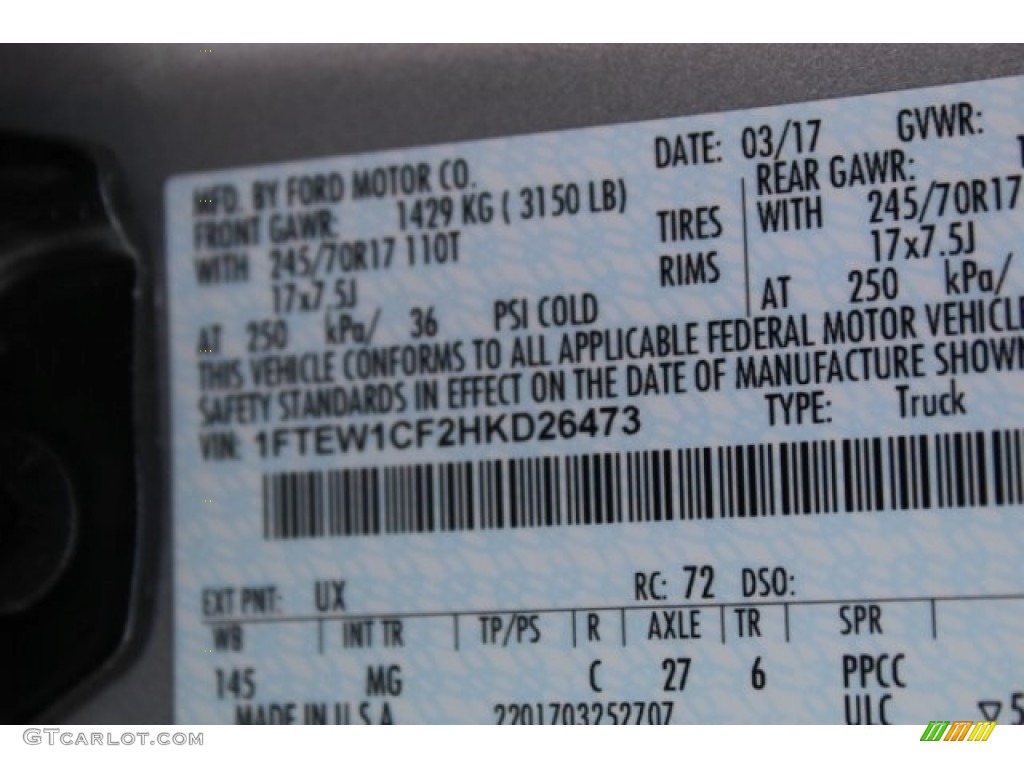 DATE: 03/17 GVWR:
MFD. BY FORD MOTOR CO.
FRONT GAWR: 1429 KG ( 3150 LB) REAR GAWR:
WITH 245/70R17 110T TIRES WITH 245/70R17
17x7.5J RIMS 17x7.5J
AT 250 kPa/ 36 PSI COLD AT 250 kPa/
THIS VEHICLE CONFORMS TO ALL APPLICABLE FEDERAL MOTOR VEHICLE
SAFETY STANDARDS IN EFFECT ON THE DATE OF MANUFACTURE SHOWN
VIN: 1FTEW1CF2HKD26473 TYPE: Truck
EXT PNT: UX RC: 72 DSO:
WB INT TR TP/PS R AXLE TR SPR
145 MG C 27 6 PPCC
MADE IN U.S.A 2201703252707 ULC ▽5
GTcarlot.com